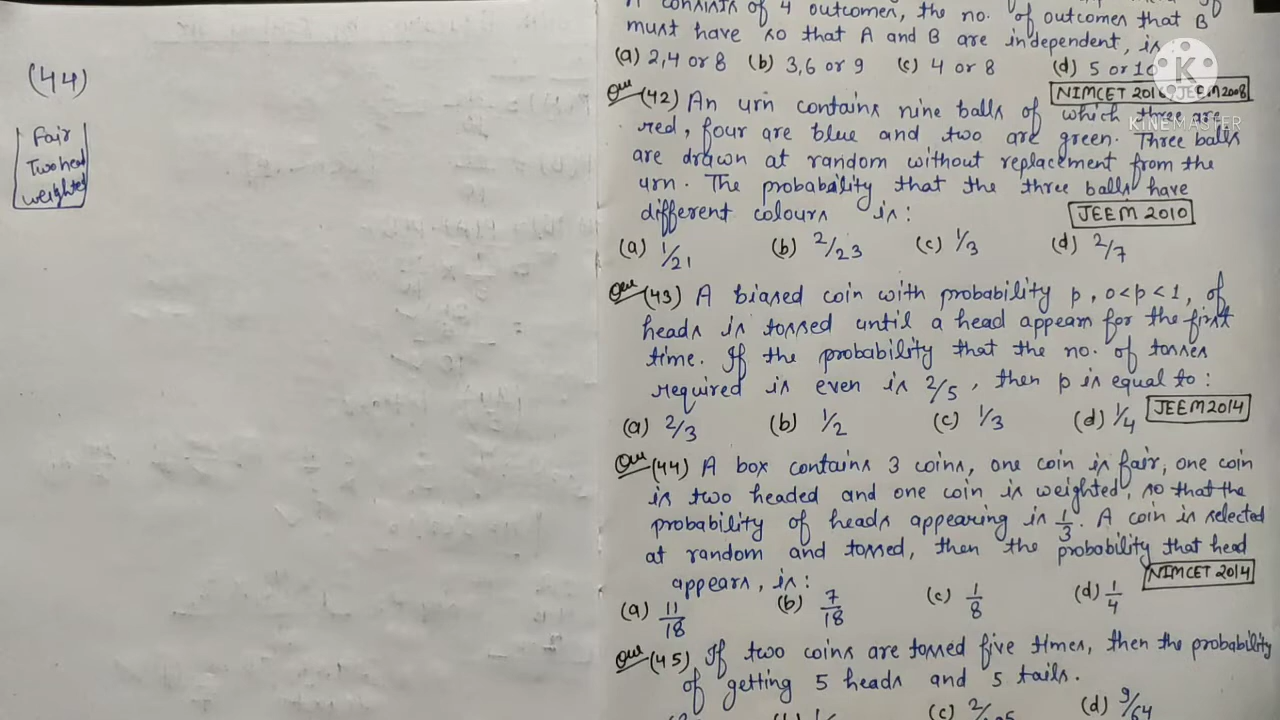 (44)
Fair
Two head
weighted
consists of 4 outcomes, the no. of outcomes that B
must have so that A and B are independent, is
(a) 2,4 or 8 (b) 3,6 or 9 (c) 4 or 8 (d) 5 or 10
NIMCET 2016, JEEM 2008
Que (42) An urn contains nine balls of which three are
KINEMASTER
red, four are blue and two are green. Three balls
are drawn at random without replacement from the
urn. The probability that the three balls have
different colours is:
JEEM 2010
(a) 1/21 (b) 2/23 (c) 1/3 (d) 2/7
Que (43) A biased coin with probability p, 0<p<1, of
heads is tossed until a head appears for the first
time. If the probability that the no. of tosses
required is even is 2/5, then p is equal to:
(a) 2/3 (b) 1/2 (c) 1/3 (d) 1/4 JEEM 2014
Que (44) A box contains 3 coins, one coin is fair, one coin
is two headed and one coin is weighted, so that the
probability of heads appearing is 1/3. A coin is selected
at random and tossed, then the probability that head
appears, is:
NIMCET 2014
(a) 11/18 (b) 7/18 (c) 1/8 (d) 1/4
Que (45) If two coins are tossed five times, then the probability
of getting 5 heads and 5 tails.
(d) 9/64